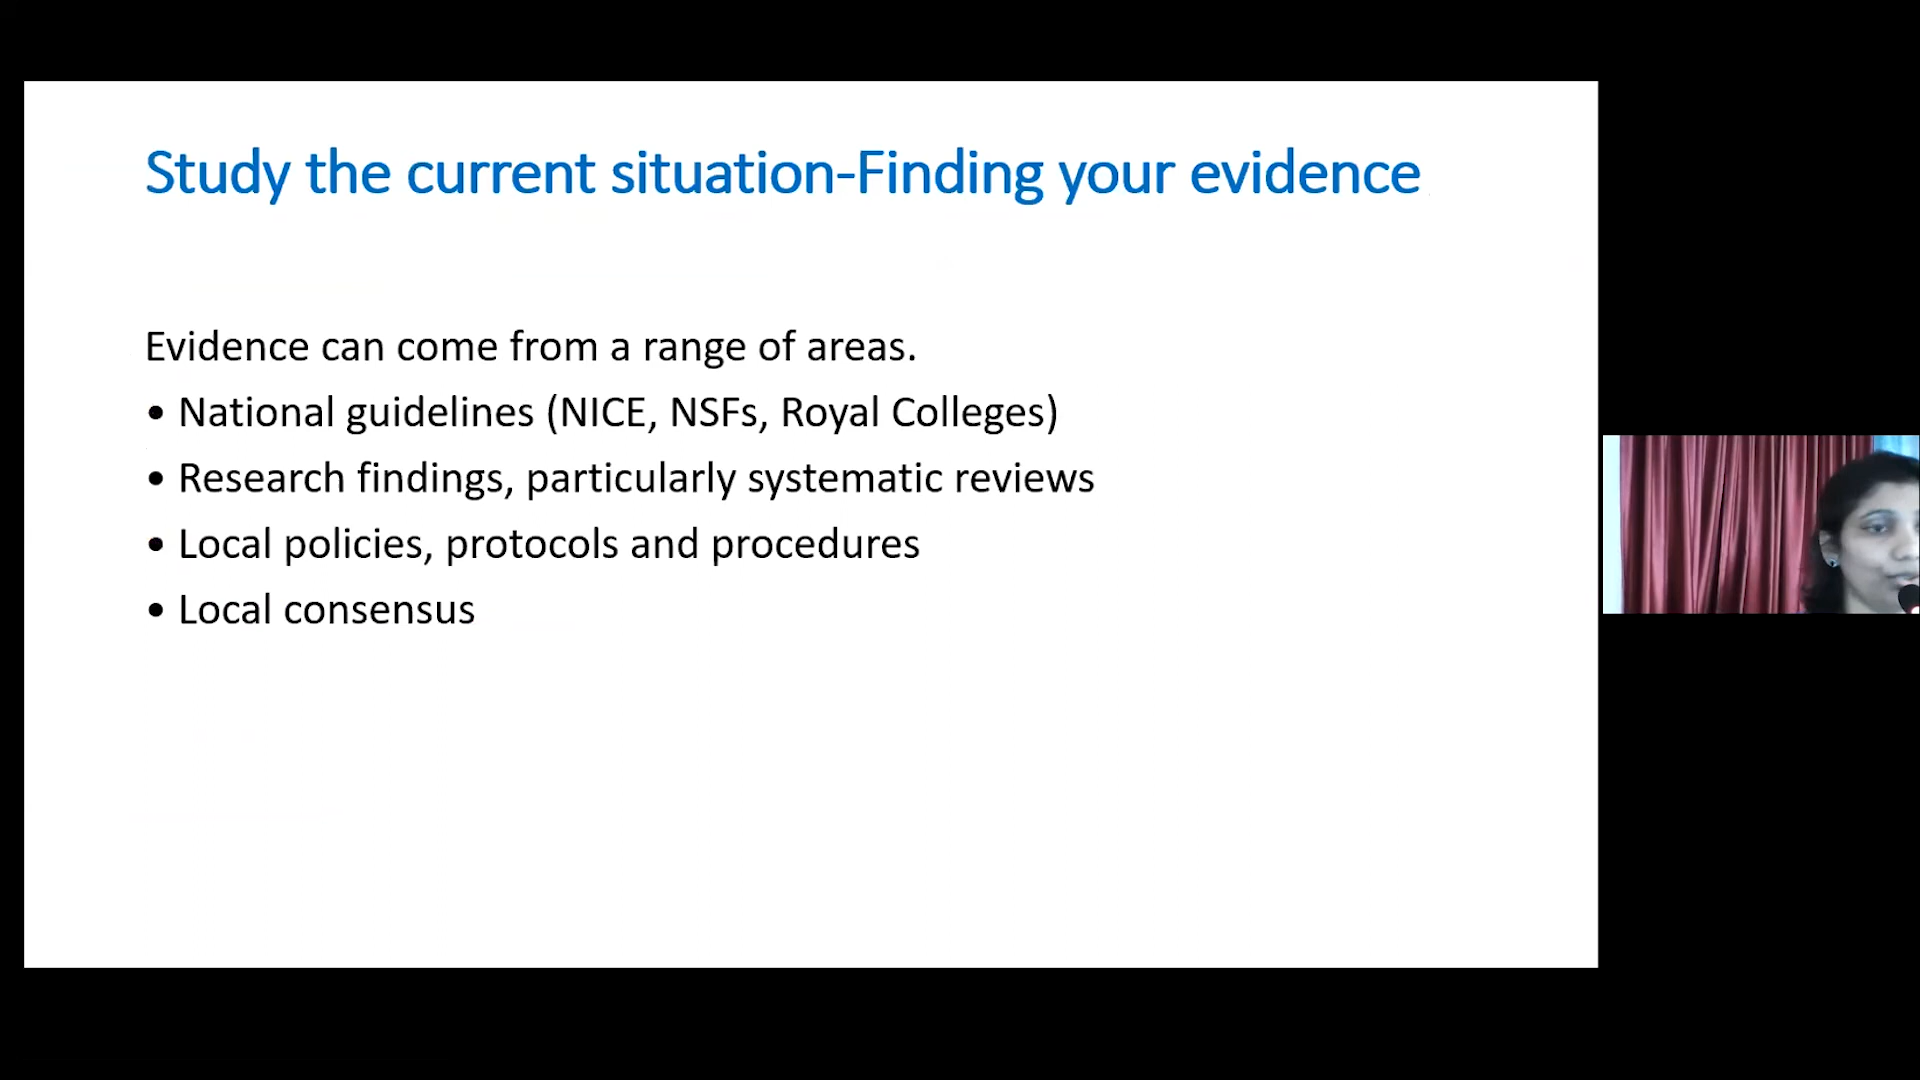 Study the current situation-Finding your evidence
Evidence can come from a range of areas.
• National guidelines (NICE, NSFs, Royal Colleges)
• Research findings, particularly systematic reviews
• Local policies, protocols and procedures
• Local consensus